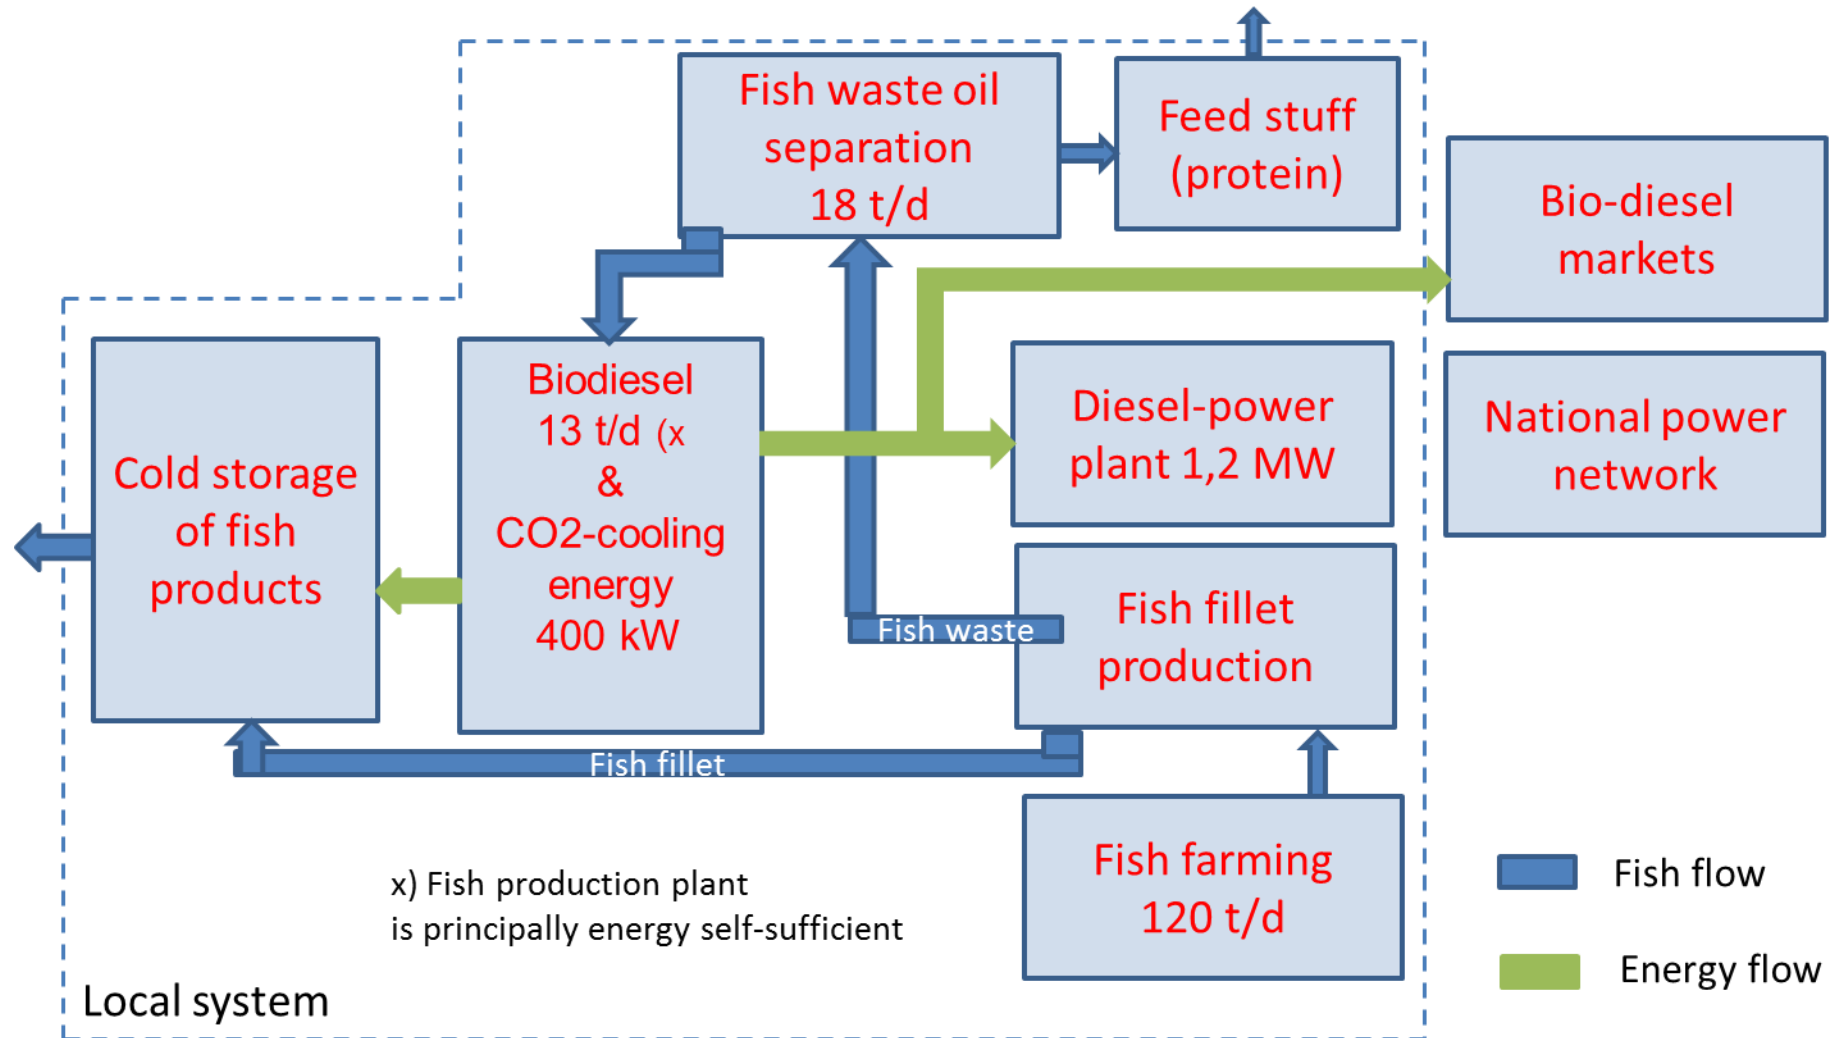 Fish waste oil
separation
18 t/d
Feed stuff
(protein)
Bio-diesel
markets
Cold storage
of fish
products
Biodiesel
13 t/d (x
&
CO2-cooling
energy
400 kW
Diesel-power
plant 1,2 MW
National power
network
Fish waste
Fish fillet
production
Fish fillet
Fish farming
120 t/d
x) Fish production plant
is principally energy self-sufficient
Local system
Fish flow
Energy flow